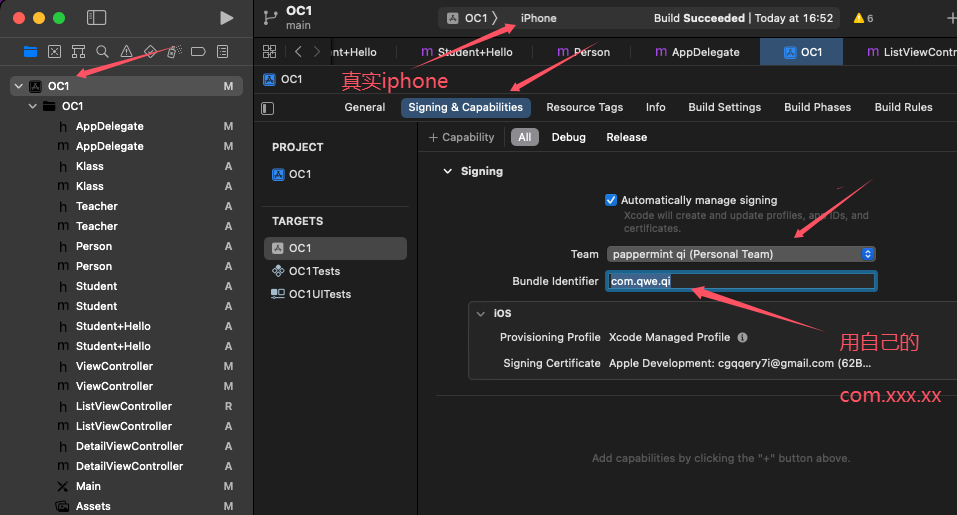 OC1
main
OC1 〉 iPhone
Build Succeeded | Today at 16:52
6
ent+Hello
m Student+Hello
m Person
m AppDelegate
OC1
m ListViewContr
OC1
真实iphone
General
Signing & Capabilities
Resource Tags
Info
Build Settings
Build Phases
Build Rules
+ Capability
All
Debug
Release
OC1 M
OC1
h AppDelegate M
m AppDelegate M
h Klass A
m Klass A
h Teacher A
m Teacher A
h Person A
m Person A
h Student A
m Student A
h Student+Hello A
m Student+Hello A
h ViewController M
m ViewController M
h ListViewController R
m ListViewController A
h DetailViewController A
m DetailViewController A
Main M
Assets M
PROJECT
OC1
TARGETS
OC1
OC1Tests
OC1UITests
Signing
Automatically manage signing
Xcode will create and update profiles, app IDs, and
certificates.
Team pappermint qi (Personal Team)
Bundle Identifier com.qwe.qi
iOS
Provisioning Profile Xcode Managed Profile
Signing Certificate Apple Development: cgqqery7i@gmail.com (62B...
用自己的
com.xxx.xx
Add capabilities by clicking the "+" button above.